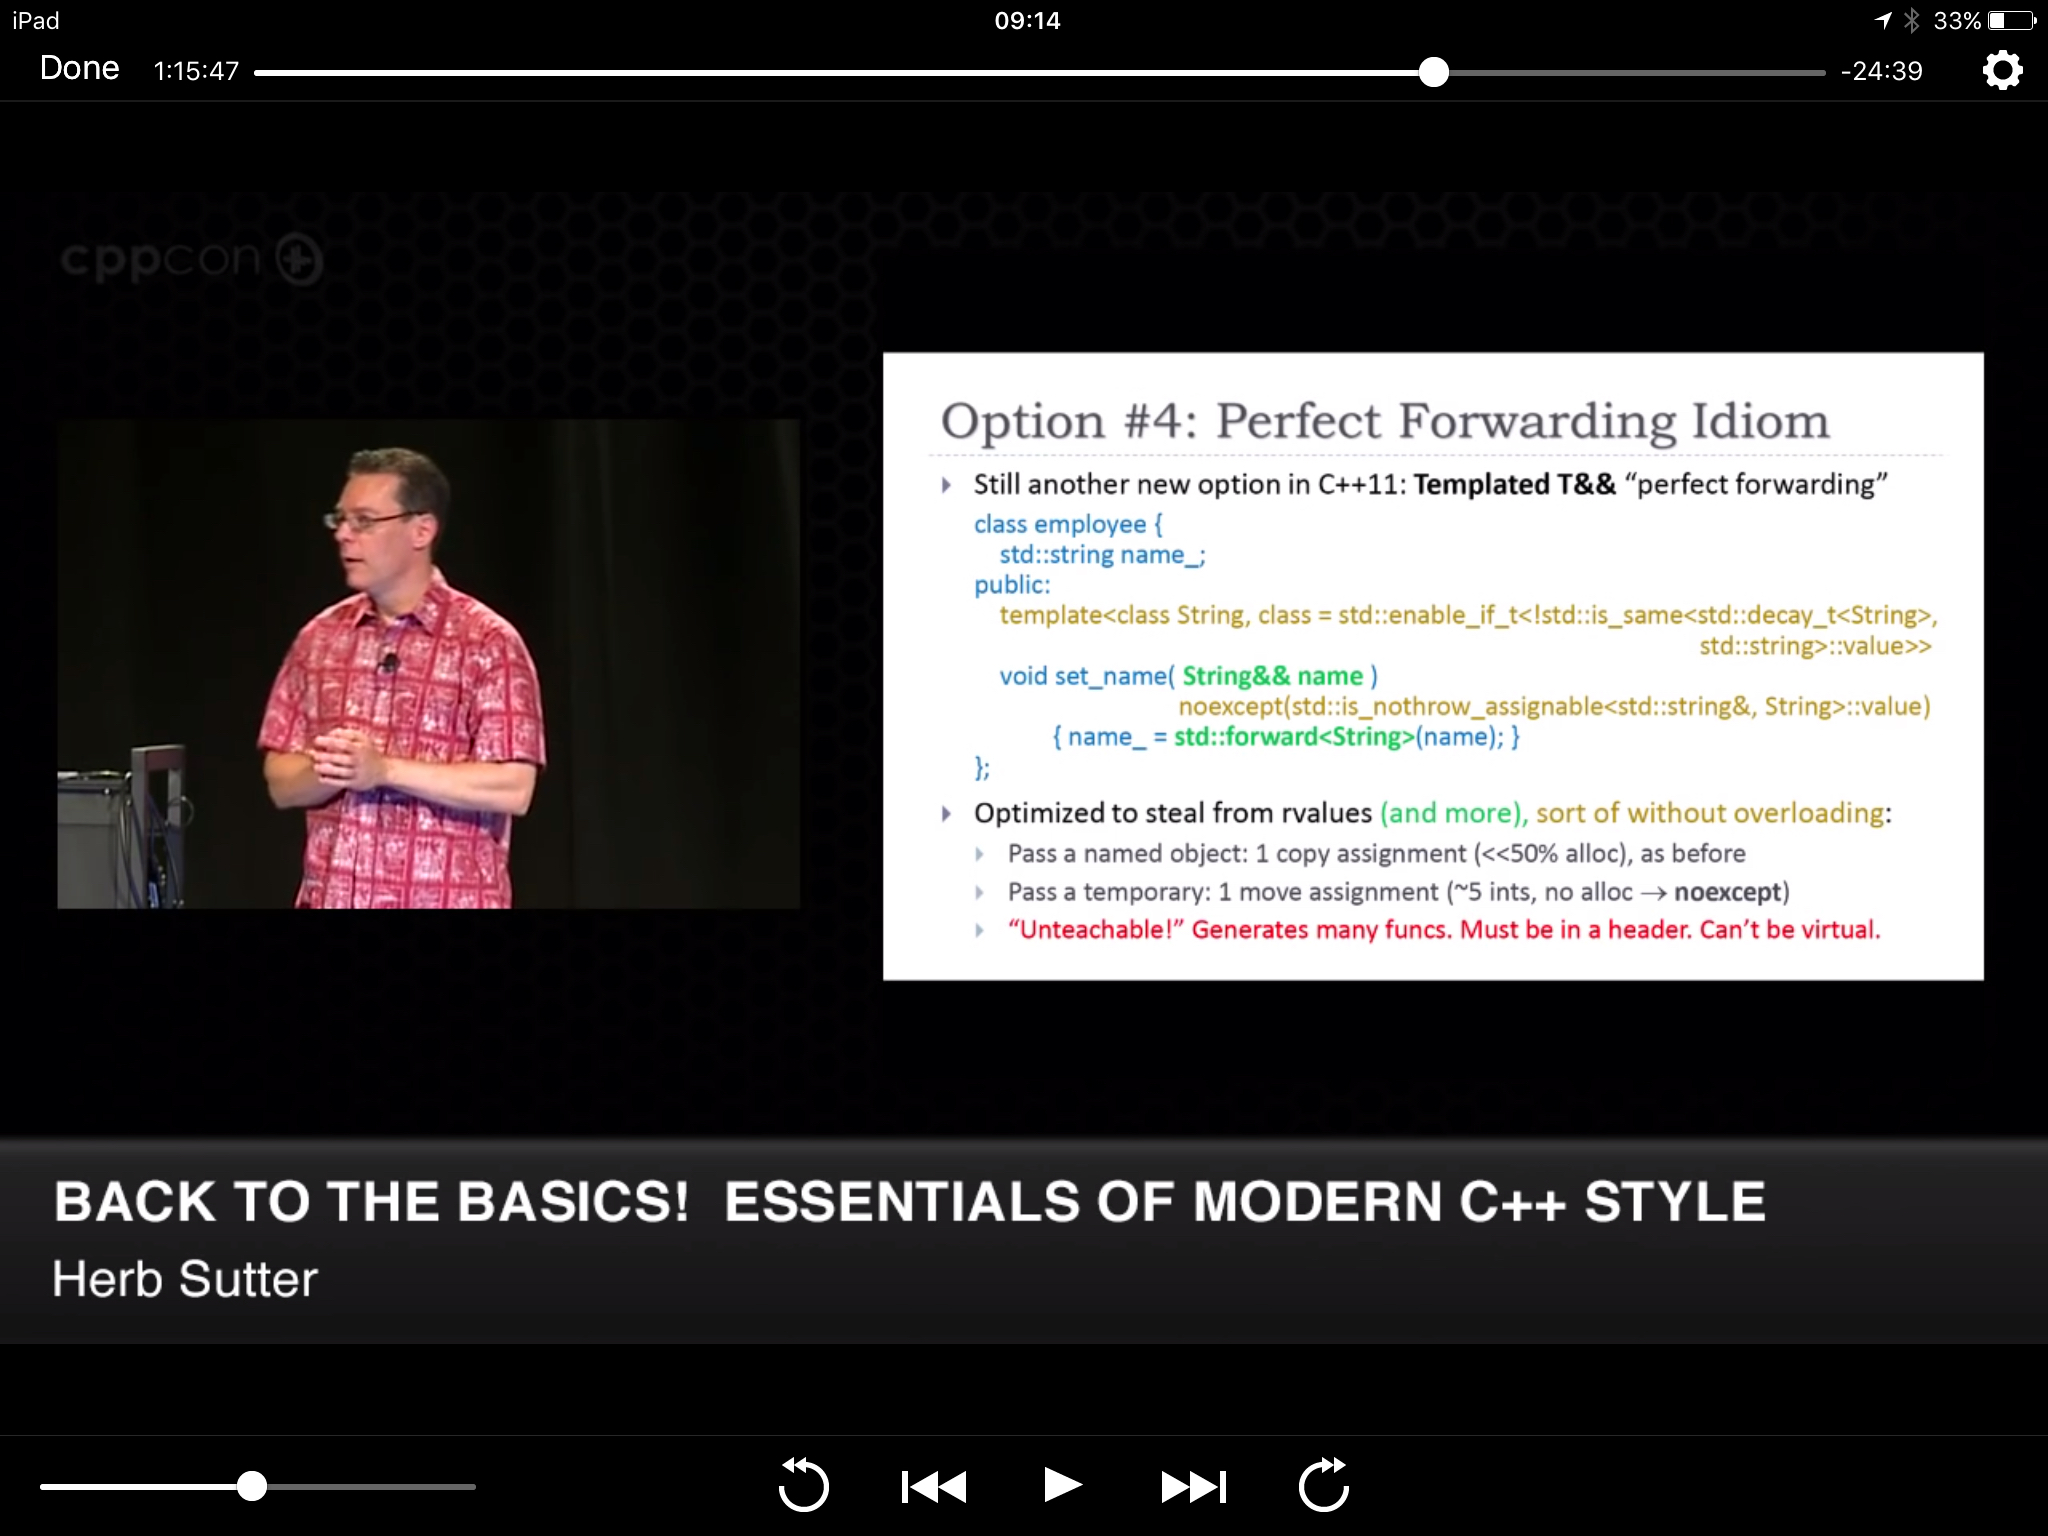 iPad
09:14
33%
Done
1:15:47
-24:39
cppcon
Option #4: Perfect Forwarding Idiom
Still another new option in C++11: Templated T&& “perfect forwarding”
class employee {
std::string name_;
public:
template<class String, class = std::enable_if_t<!std::is_same<std::decay_t<String>,
std::string>::value>>
void set_name( String&& name )
noexcept(std::is_nothrow_assignable<std::string&, String>::value)
{ name_ = std::forward<String>(name); }
};
Optimized to steal from rvalues (and more), sort of without overloading:
Pass a named object: 1 copy assignment (<<50% alloc), as before
Pass a temporary: 1 move assignment (~5 ints, no alloc → noexcept)
“Unteachable!” Generates many funcs. Must be in a header. Can’t be virtual.
BACK TO THE BASICS! ESSENTIALS OF MODERN C++ STYLE
Herb Sutter